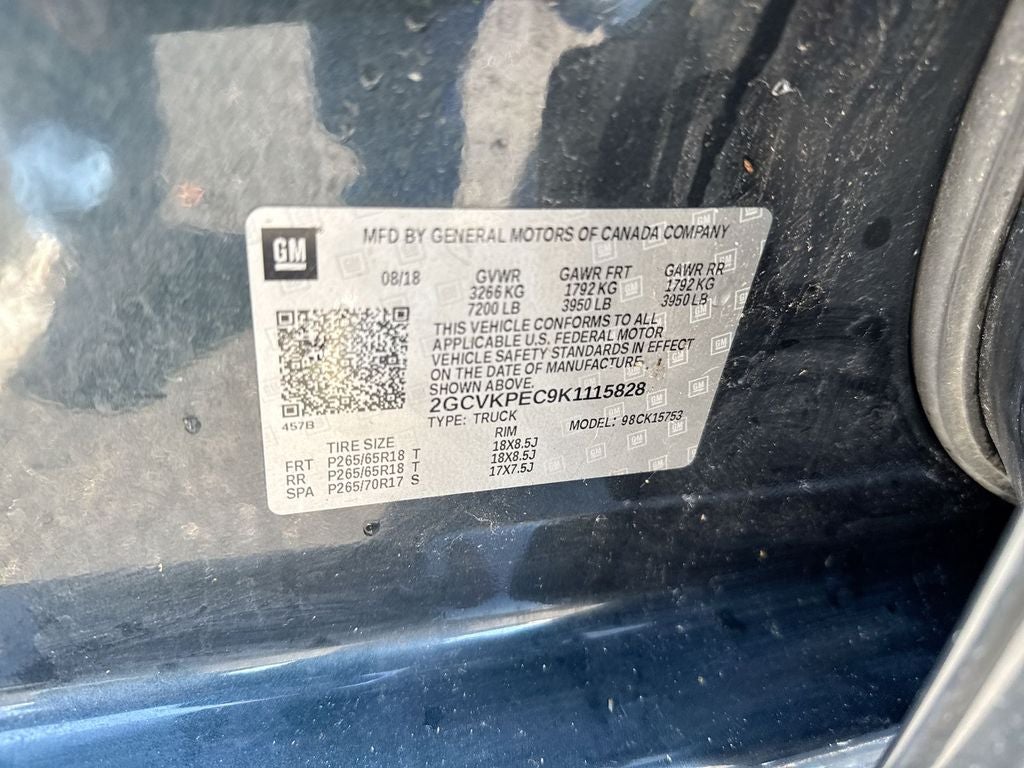 GM
MFD BY GENERAL MOTORS OF CANADA COMPANY
08/18 GVWR GAWR FRT GAWR RR
3266 KG 1792 KG 1792 KG
7200 LB 3950 LB 3950 LB
THIS VEHICLE CONFORMS TO ALL
APPLICABLE U.S. FEDERAL MOTOR
VEHICLE SAFETY STANDARDS IN EFFECT
ON THE DATE OF MANUFACTURE
SHOWN ABOVE.
2GCVKPEC9K1115828
457B
TYPE: TRUCK MODEL: 98CK15753
TIRE SIZE RIM
FRT P265/65R18 T 18X8.5J
RR P265/65R18 T 18X8.5J
SPA P265/70R17 S 17X7.5J